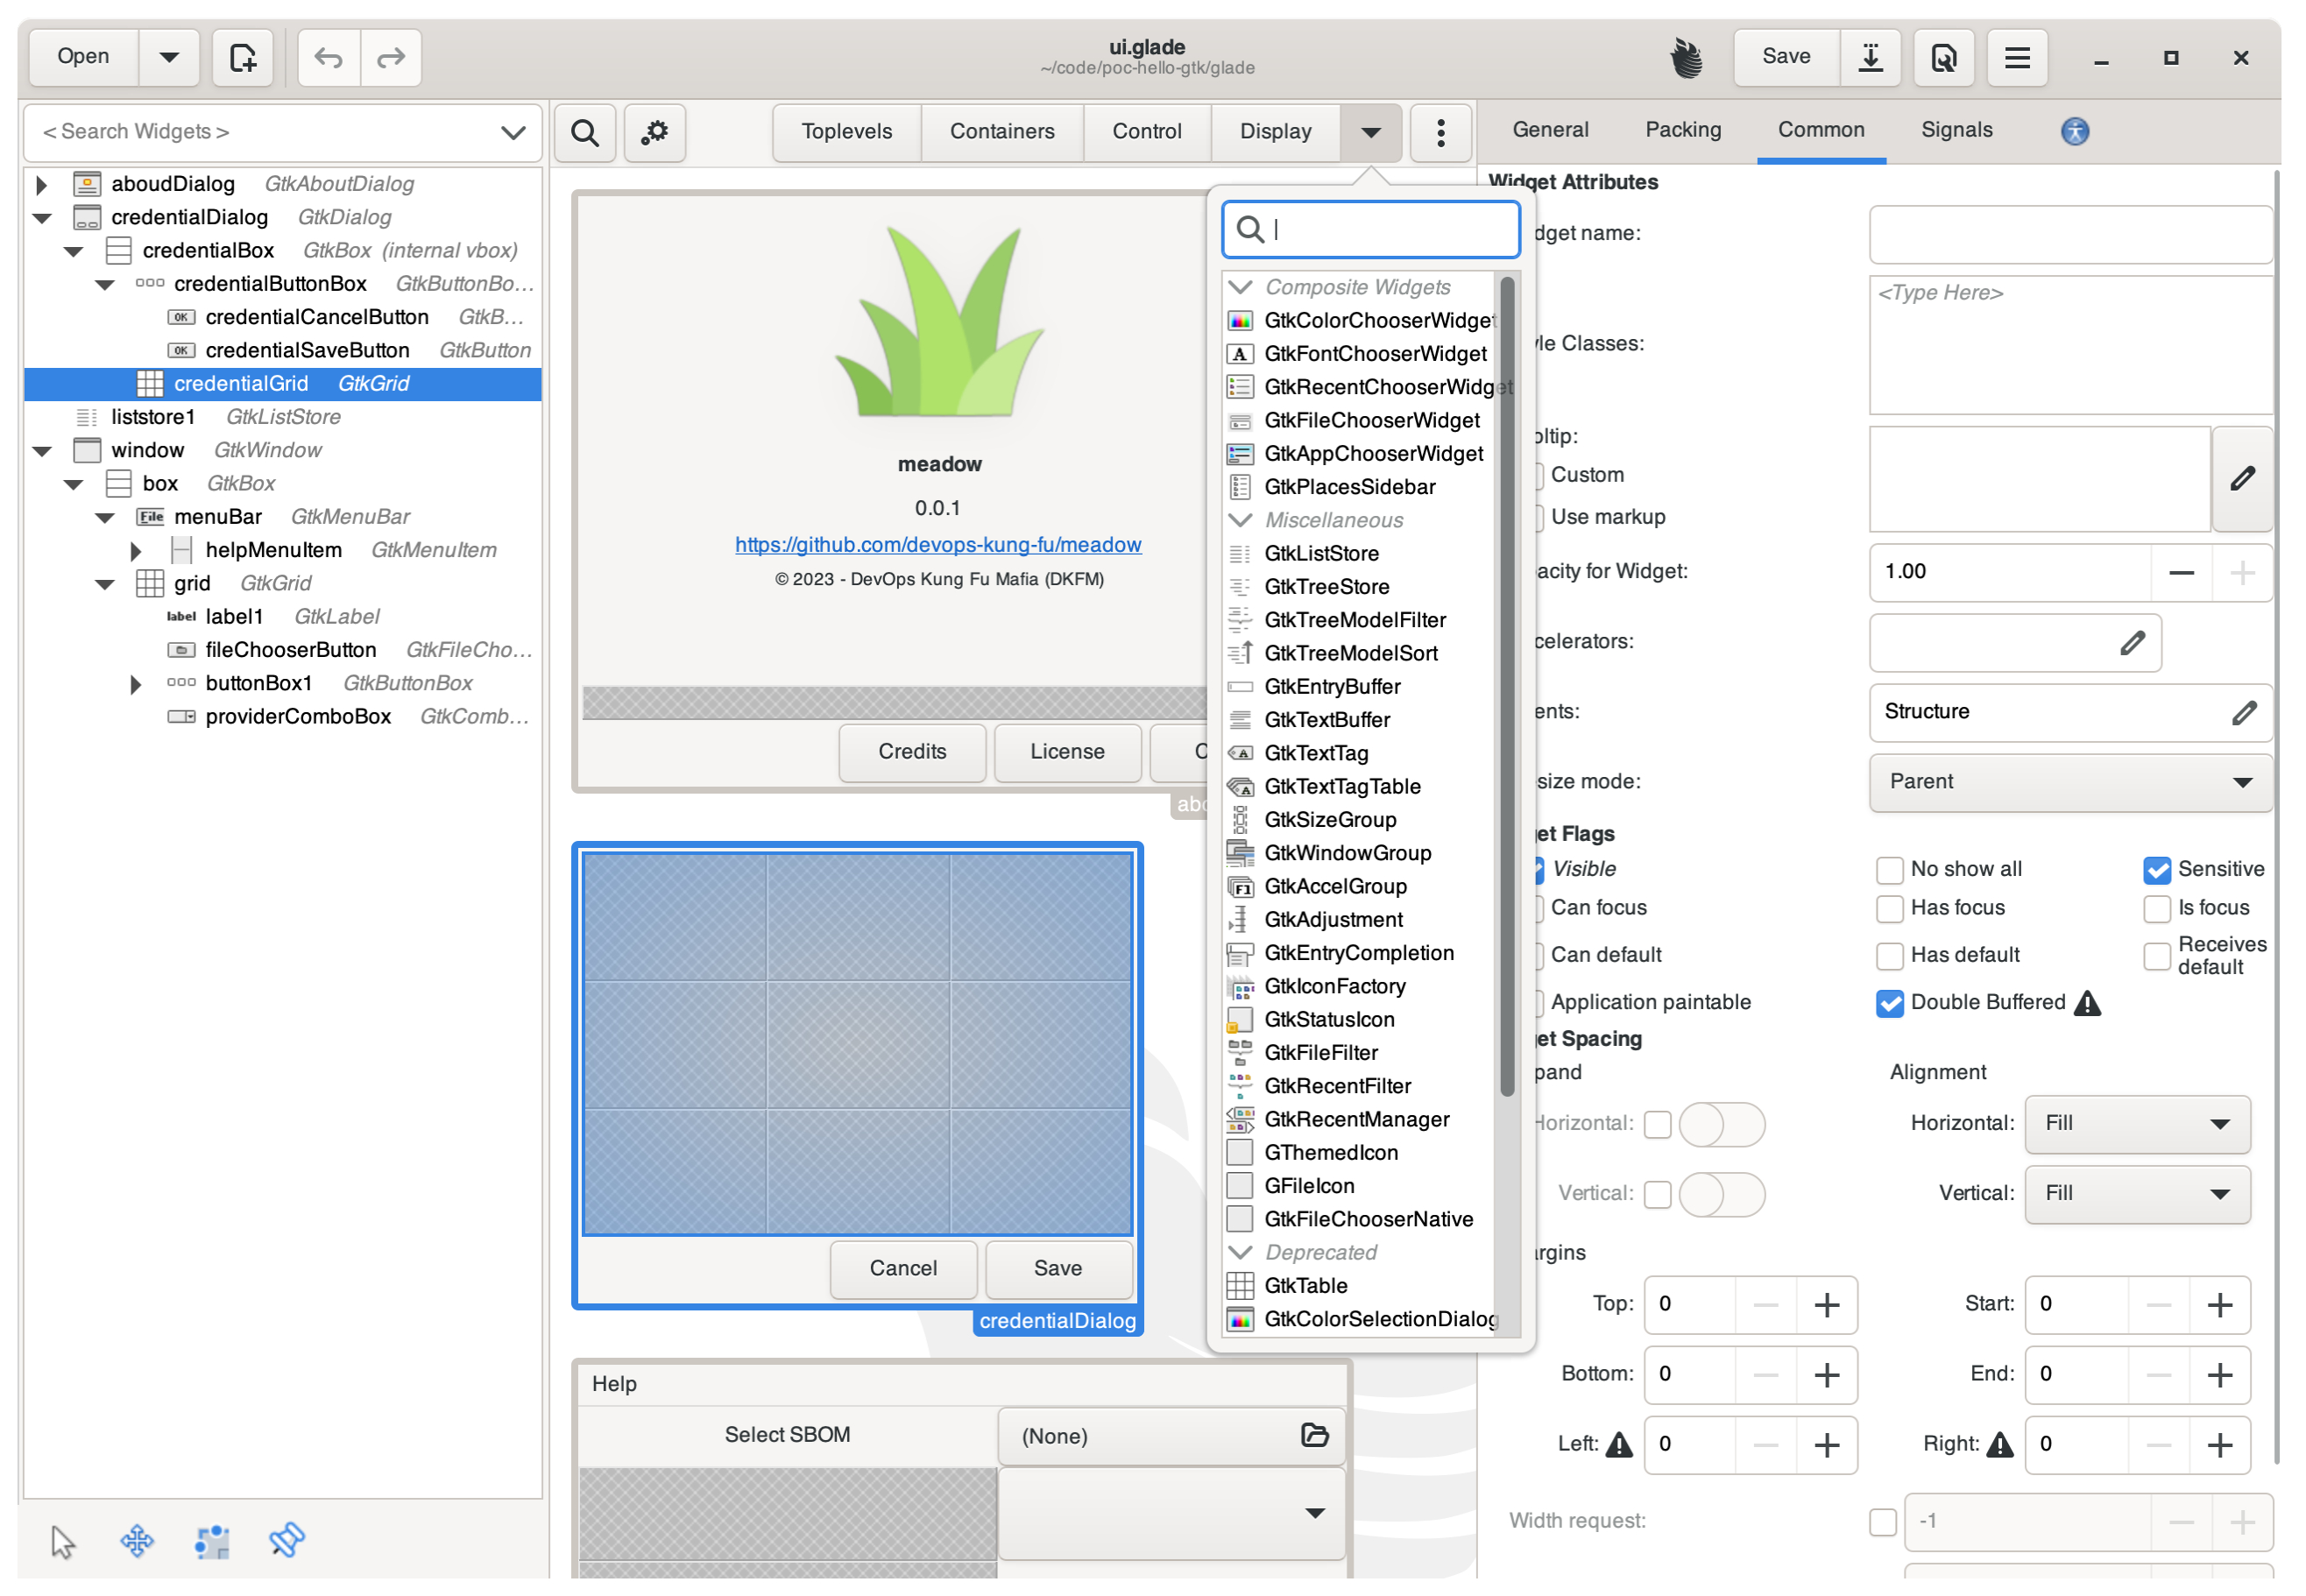 Open
ui.glade
~/code/poc-hello-gtk/glade
Save
< Search Widgets >
aboudDialog GtkAboutDialog
credentialDialog GtkDialog
credentialBox GtkBox (internal vbox)
credentialButtonBox GtkButtonBo...
OK credentialCancelButton GtkB...
OK credentialSaveButton GtkButton
credentialGrid GtkGrid
liststore1 GtkListStore
window GtkWindow
box GtkBox
File menuBar GtkMenuBar
helpMenuItem GtkMenuItem
grid GtkGrid
label label1 GtkLabel
fileChooserButton GtkFileCho...
buttonBox1 GtkButtonBox
providerComboBox GtkComb...
Toplevels Containers Control Display
meadow
0.0.1
https://github.com/devops-kung-fu/meadow
© 2023 - DevOps Kung Fu Mafia (DKFM)
Credits License C
abo
Cancel Save
credentialDialog
Help
Select SBOM (None)
Composite Widgets
GtkColorChooserWidget
A GtkFontChooserWidget
GtkRecentChooserWidget
GtkFileChooserWidget
GtkAppChooserWidget
GtkPlacesSidebar
Miscellaneous
GtkListStore
GtkTreeStore
GtkTreeModelFilter
GtkTreeModelSort
GtkEntryBuffer
GtkTextBuffer
A GtkTextTag
A GtkTextTagTable
GtkSizeGroup
GtkWindowGroup
F1 GtkAccelGroup
GtkAdjustment
GtkEntryCompletion
GtkIconFactory
GtkStatusIcon
GtkFileFilter
GtkRecentFilter
GtkRecentManager
GThemedIcon
GFileIcon
GtkFileChooserNative
Deprecated
GtkTable
GtkColorSelectionDialog
General Packing Common Signals
Widget Attributes
dget name:
<Type Here>
le Classes:
oltip:
Custom
Use markup
acity for Widget: 1.00
celerators:
ents: Structure
size mode: Parent
et Flags
Visible No show all Sensitive
Can focus Has focus Is focus
Can default Has default Receives default
Application paintable Double Buffered
et Spacing
pand Alignment
Horizontal: Horizontal: Fill
Vertical: Vertical: Fill
rgins
Top: 0 Start: 0
Bottom: 0 End: 0
Left: 0 Right: 0
Width request: -1